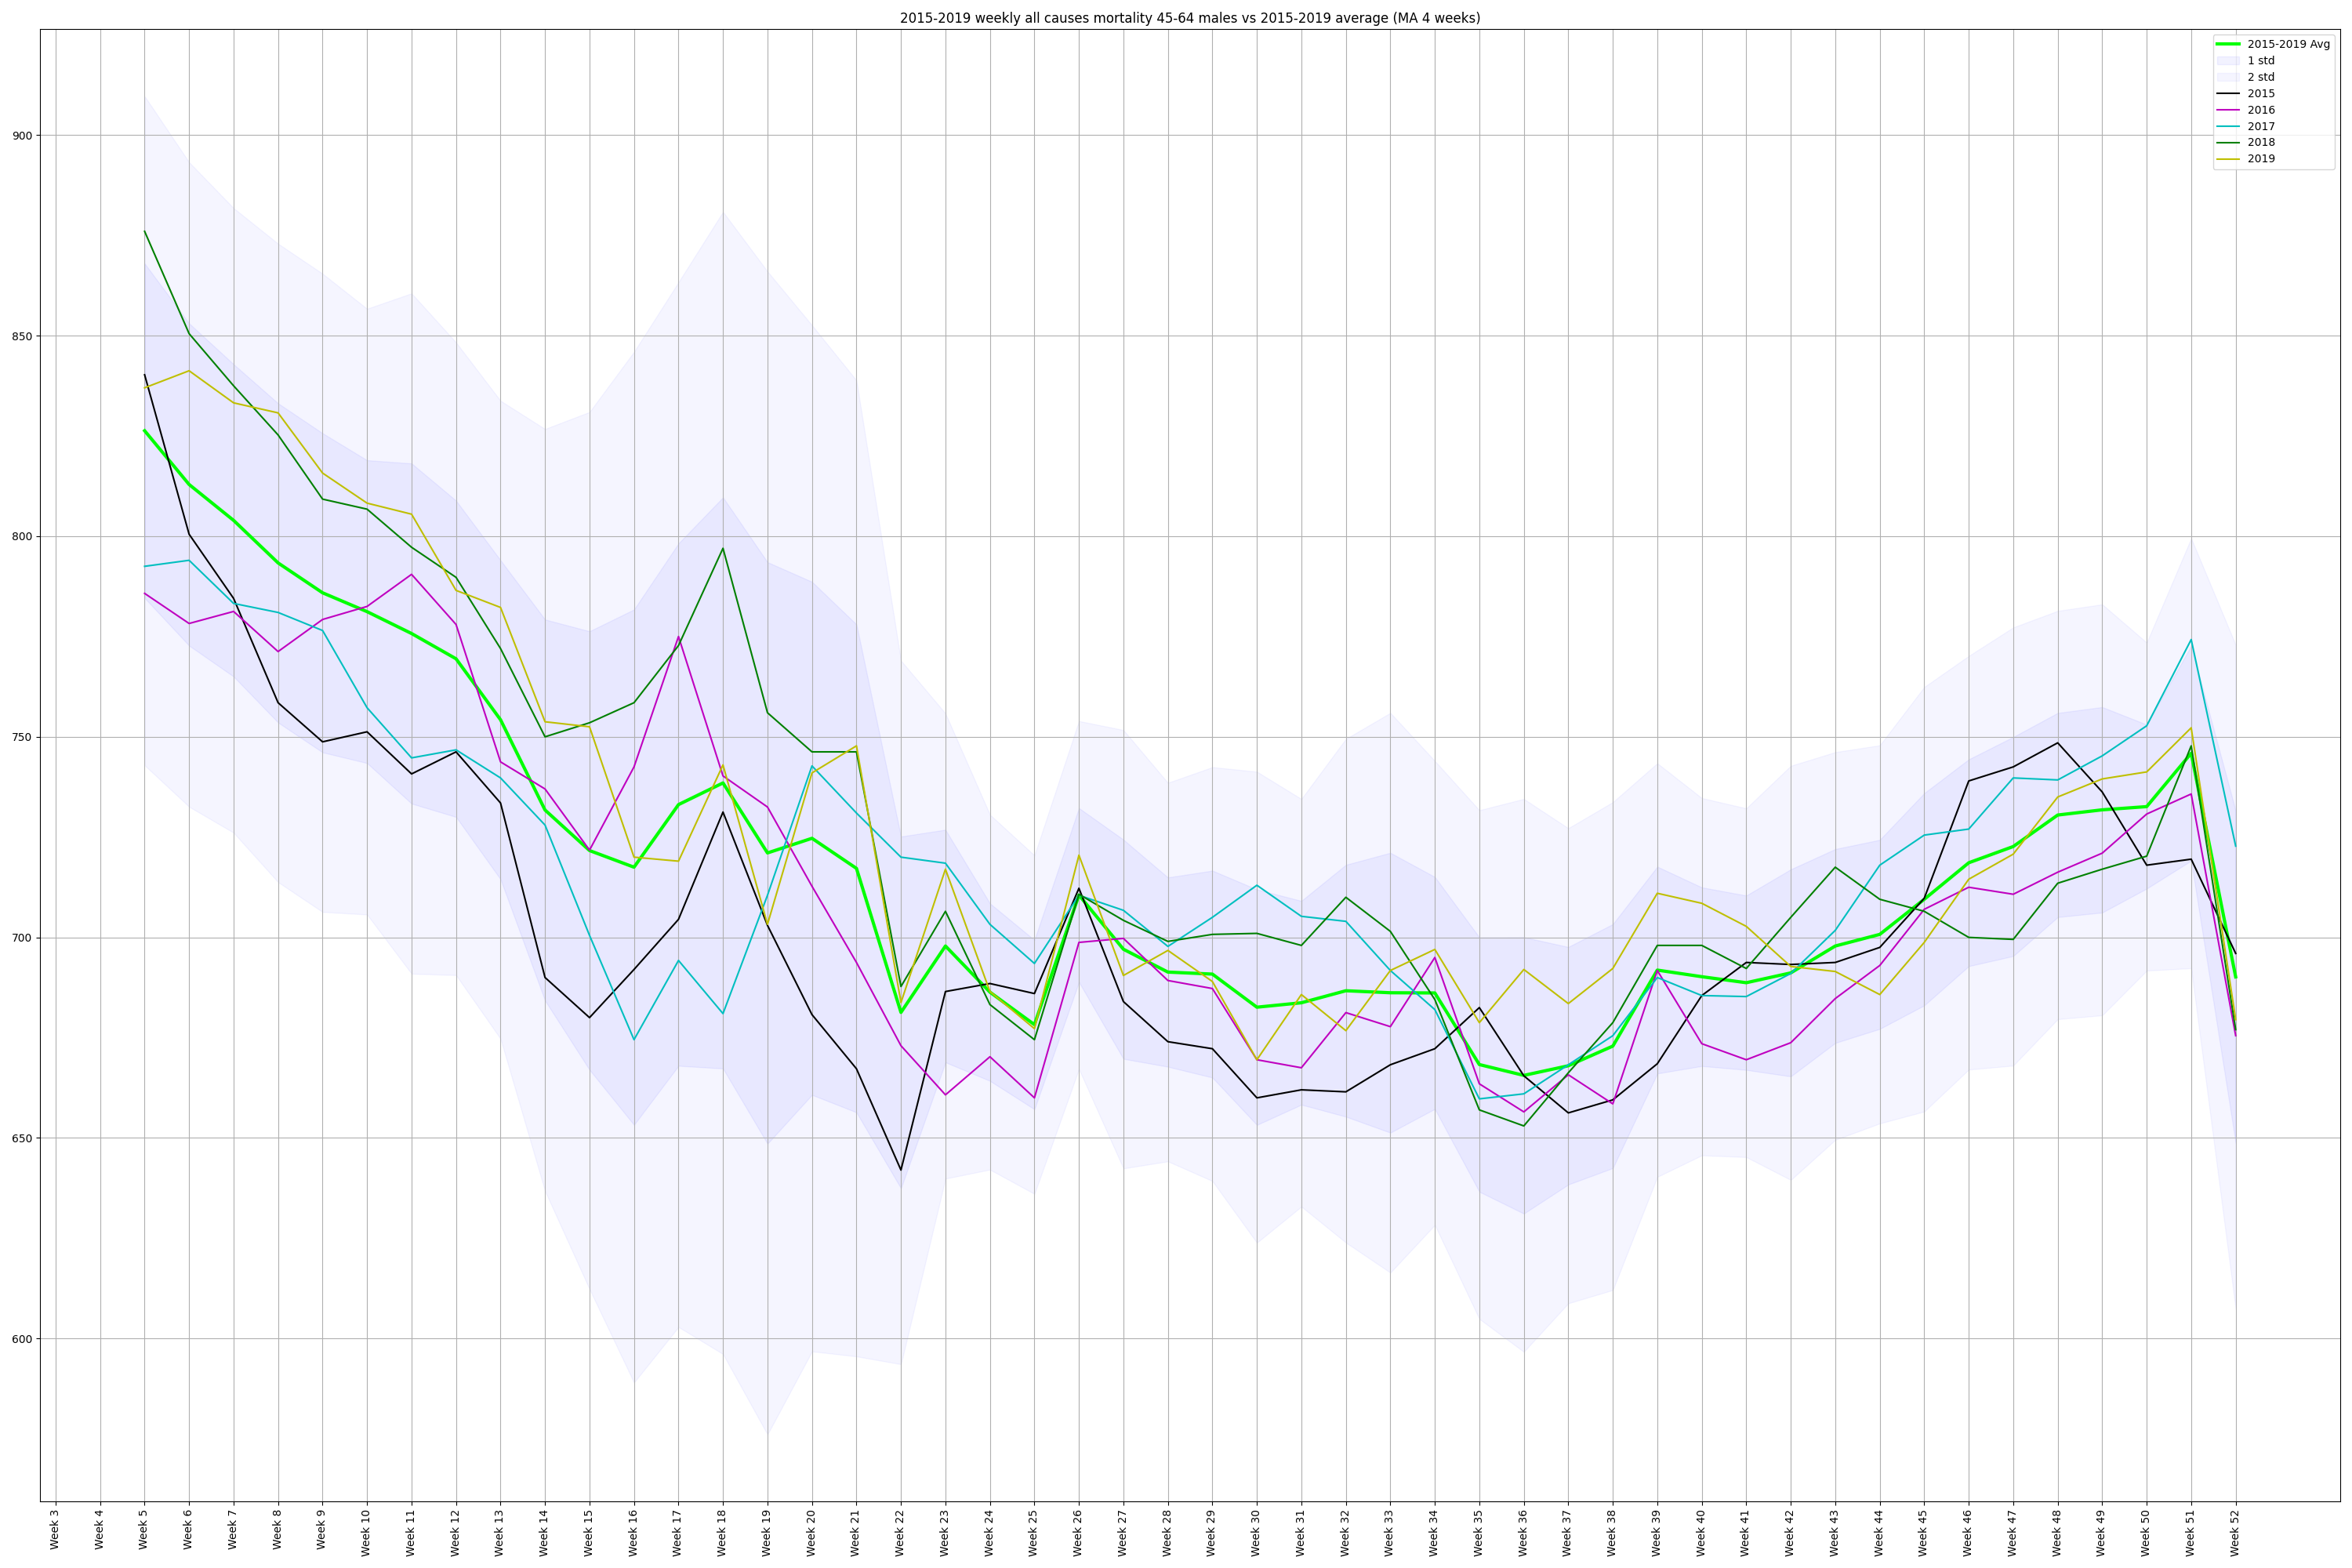 2015-2019 weekly all causes mortality 45-64 males vs 2015-2019 average (MA 4 weeks)
2015-2019 Avg
1 std
2 std
2015
2016
2017
2018
2019
900
850
800
750
700
650
600
Week 3
Week 4
Week 5
Week 6
Week 7
Week 8
Week 9
Week 10
Week 11
Week 12
Week 13
Week 14
Week 15
Week 16
Week 17
Week 18
Week 19
Week 20
Week 21
Week 22
Week 23
Week 24
Week 25
Week 26
Week 27
Week 28
Week 29
Week 30
Week 31
Week 32
Week 33
Week 34
Week 35
Week 36
Week 37
Week 38
Week 39
Week 40
Week 41
Week 42
Week 43
Week 44
Week 45
Week 46
Week 47
Week 48
Week 49
Week 50
Week 51
Week 52